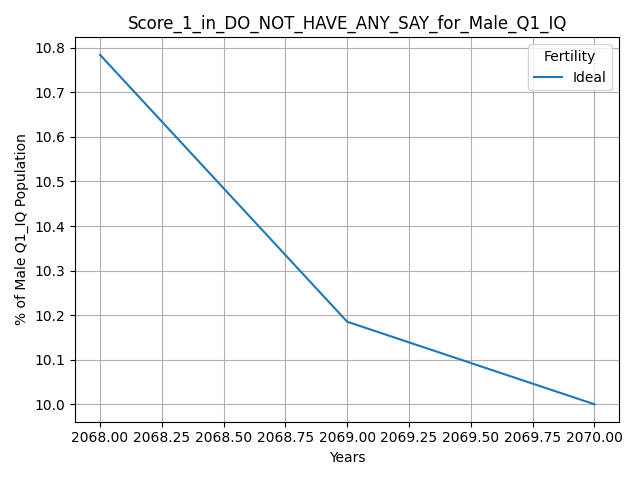 Score_1_in_DO_NOT_HAVE_ANY_SAY_for_Male_Q1_IQ
Fertility
Ideal
% of Male Q1_IQ Population
10.8
10.7
10.6
10.5
10.4
10.3
10.2
10.1
10.0
2068.00 2068.25 2068.50 2068.75 2069.00 2069.25 2069.50 2069.75 2070.00
Years